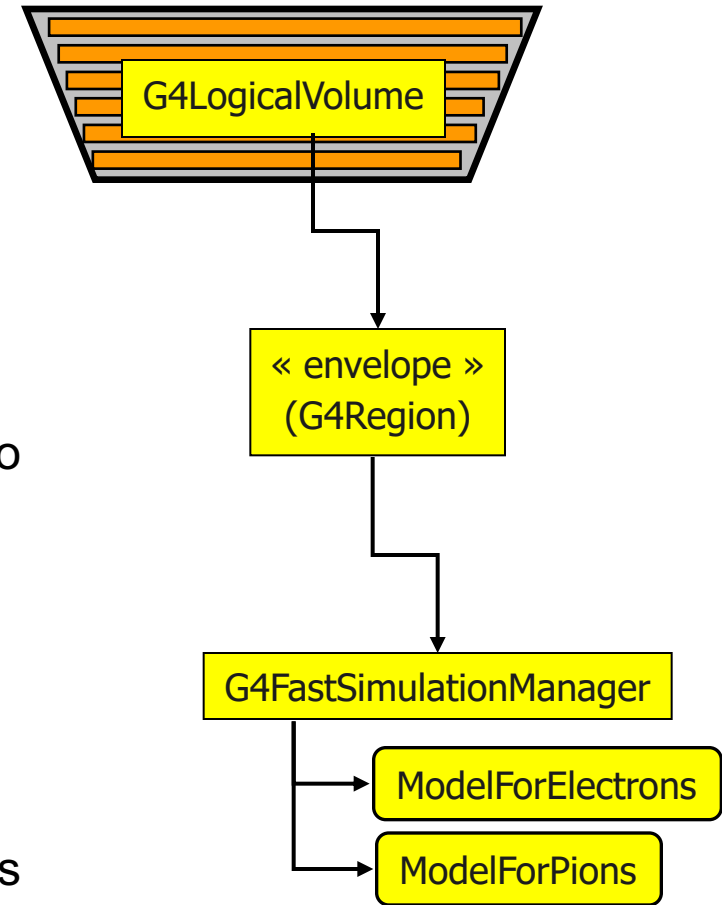 G4LogicalVolume
« envelope »
(G4Region)
o
G4FastSimulationManager
ModelForElectrons
ModelForPions
s